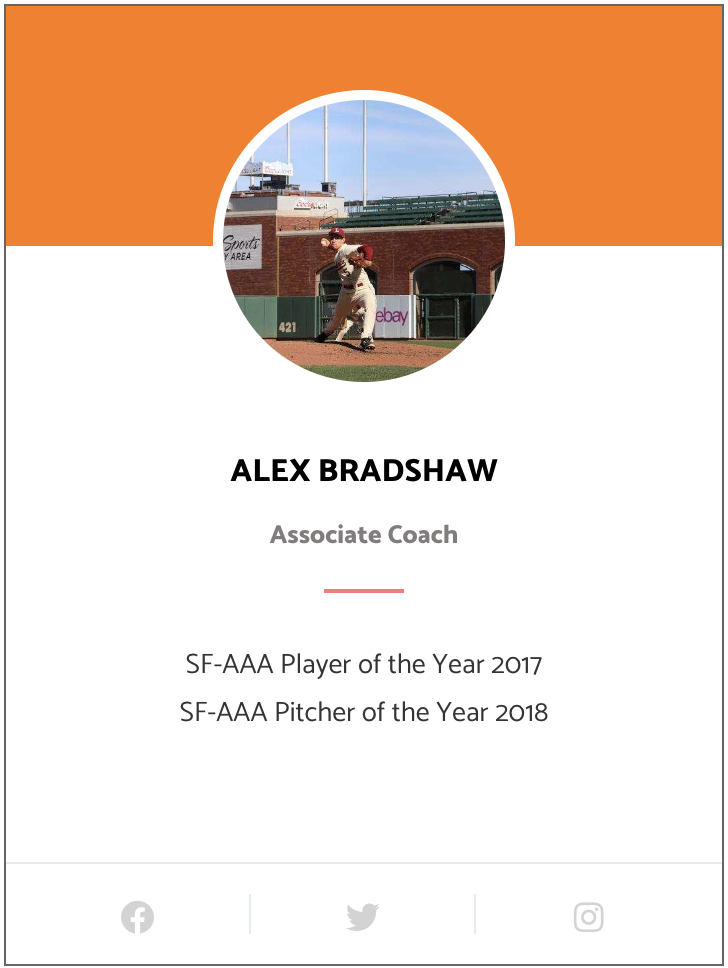 Sports
Y AREA
421
ebay
ALEX BRADSHAW
Associate Coach
SF-AAA Player of the Year 2017
SF-AAA Pitcher of the Year 2018